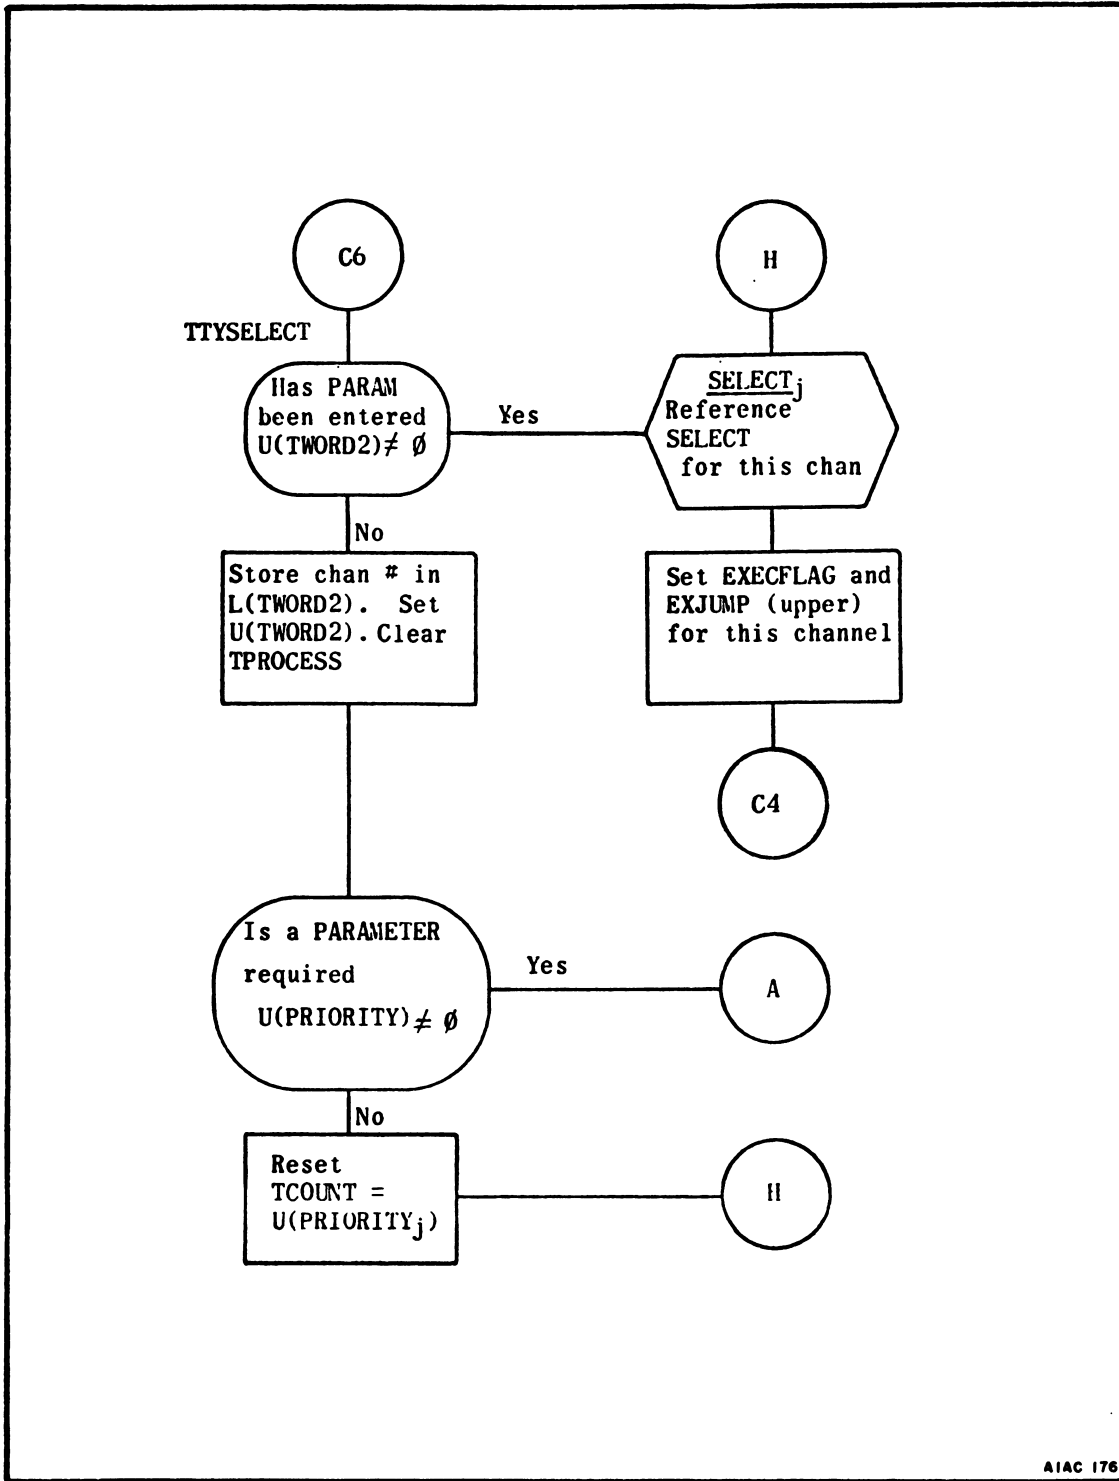 C6
TTYSELECT
Has PARAM
been entered
U(TWORD2)≠ ∅
Yes
No
Store chan # in
L(TWORD2). Set
U(TWORD2). Clear
TPROCESS
Is a PARAMETER
required
U(PRIORITY)≠ ∅
Yes
No
Reset
TCOUNT =
U(PRIORITYj)
H
SELECTj
Reference
SELECT
for this chan
Set EXECFLAG and
EXJUMP (upper)
for this channel
C4
A
H
AIAC 176